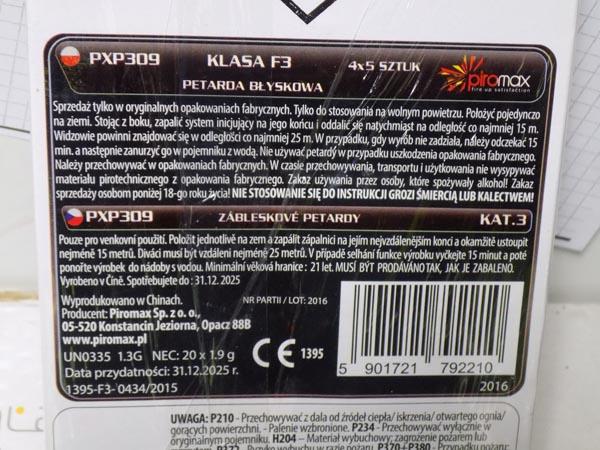 PXP309 KLASA F3 4x5 SZTUK
PETARDA BŁYSKOWA
piromax
fire up satisfaction
Sprzedaż tylko w oryginalnych opakowaniach fabrycznych. Tylko do stosowania na wolnym powietrzu. Położyć pojedynczo
na ziemi. Stojąc z boku, zapalić system inicjujący na jego końcu i oddalić się natychmiast na odległość co najmniej 15 m.
Widzowie powinni znajdować się w odległości co najmniej 25 m. W przypadku, gdy wyrób nie zadziała, należy odczekać 15
min. a następnie zanurzyć go w pojemniku z wodą. Nie używać petardy w przypadku uszkodzenia opakowania fabrycznego.
Należy przechowywać w opakowaniach fabrycznych. W czasie przechowywania, transportu i użytkowania nie wysypywać
materiału pirotechnicznego z opakowania fabrycznego. Zakaz używania przez osoby, które spożywały alkohol! Zakaz
sprzedaży osobom poniżej 18-go roku życia! NIE STOSOWANIE SIĘ DO INSTRUKCJI GROZI ŚMIERCIĄ LUB KALECTWEM!
PXP309 ZÁBLESKOVÉ PETARDY KAT.3
Pouze pro venkovní použití. Položit jednotlivě na zem a zapálit zápalnici na jejím nejvzdálenějším konci a okamžitě ustoupit
nejméně 15 metrů. Diváci musí být vzdáleni nejméně 25 metrů. V případě selhání funkce výrobku vyčkejte 15 minut a poté
ponořte výrobek do nádoby s vodou. Minimální věková hranice : 21 let. MUSÍ BÝT PRODÁVÁNO TAK, JAK JE ZABALENO.
Vyrobeno v Číně. Spotřebujete do : 31.12.2025
Wyprodukowano w Chinach.
NR PARTII / LOT: 2016
Producent: Piromax Sp. z o. o.,
05-520 Konstancin Jeziorna, Opacz 88B
www.piromax.pl
UN0335 1.3G NEC: 20 x 1.9 g
CE 1395
Data przydatności: 31.12.2025 r.
1395-F3- 0434/2015
5 901721 792210
2016
UWAGA: P210 - Przechowywać z dala od źródeł ciepła/ iskrzenia/ otwartego ognia/
gorących powierzchni. - Palenie wzbronione. P234 - Przechowywać wyłącznie w
oryginalnym pojemniku. H204 – Materiał wybuchowy; zagrożenie pożarem lub